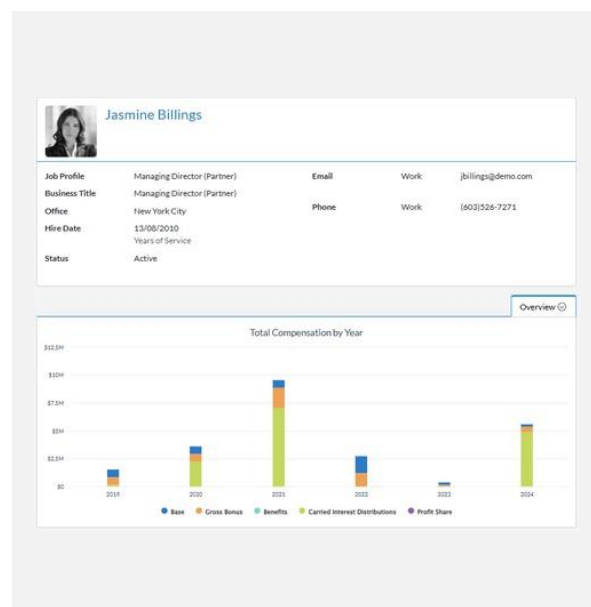 Jasmine Billings
Job Profile Managing Director (Partner) Email Work jbillings@demo.com
Business Title Managing Director (Partner)
Office New York City Phone Work (603)526-7271
Hire Date 13/08/2010
Years of Service
Status Active
Overview
Total Compensation by Year
$12.5M
$10M
$7.5M
$5M
$2.5M
$0
2019 2020 2021 2022 2023 2024
Base Gross Bonus Benefits Carried Interest Distributions Profit Share